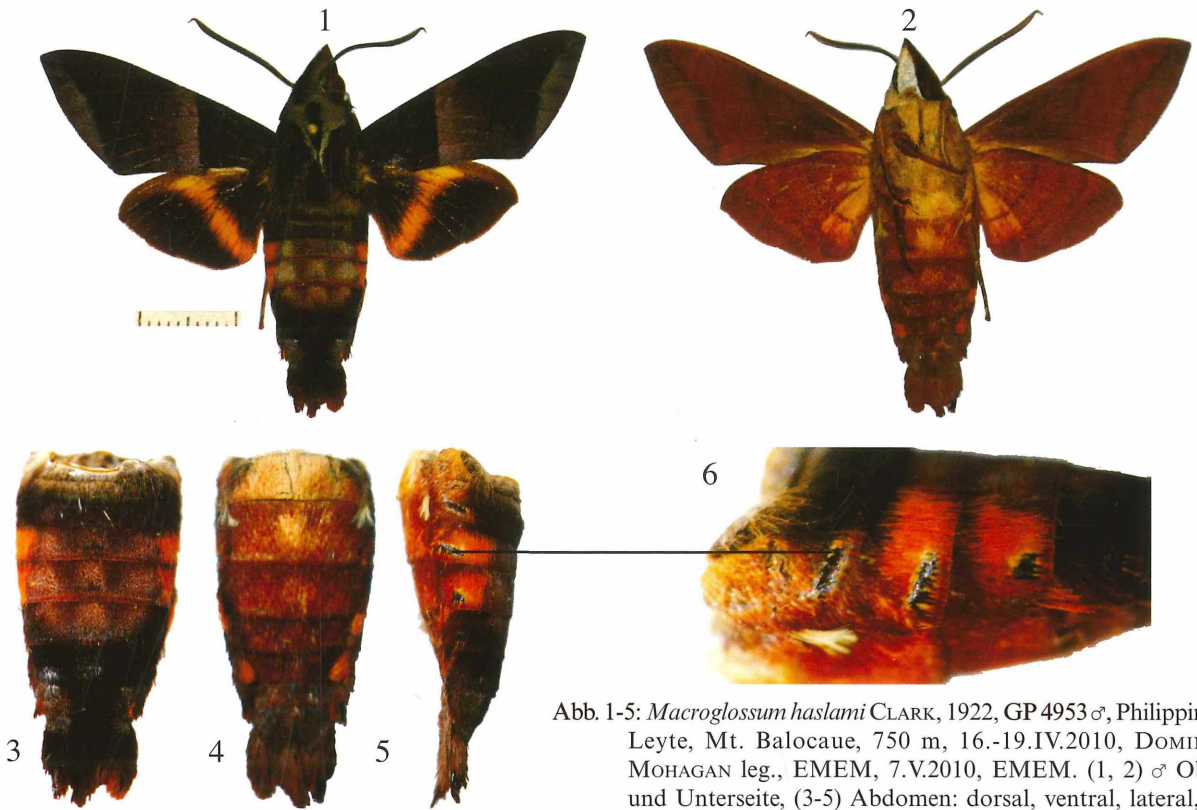 1
2
6
3
4
5
Abb. 1-5: Macroglossum haslami CLARK, 1922, GP 4953♂, Philippin
Leyte, Mt. Balocaue, 750 m, 16.-19.IV.2010, DOMIN
MOHAGAN leg., EMEM, 7.V.2010, EMEM. (1, 2) ♂ O
und Unterseite, (3-5) Abdomen: dorsal, ventral, lateral,